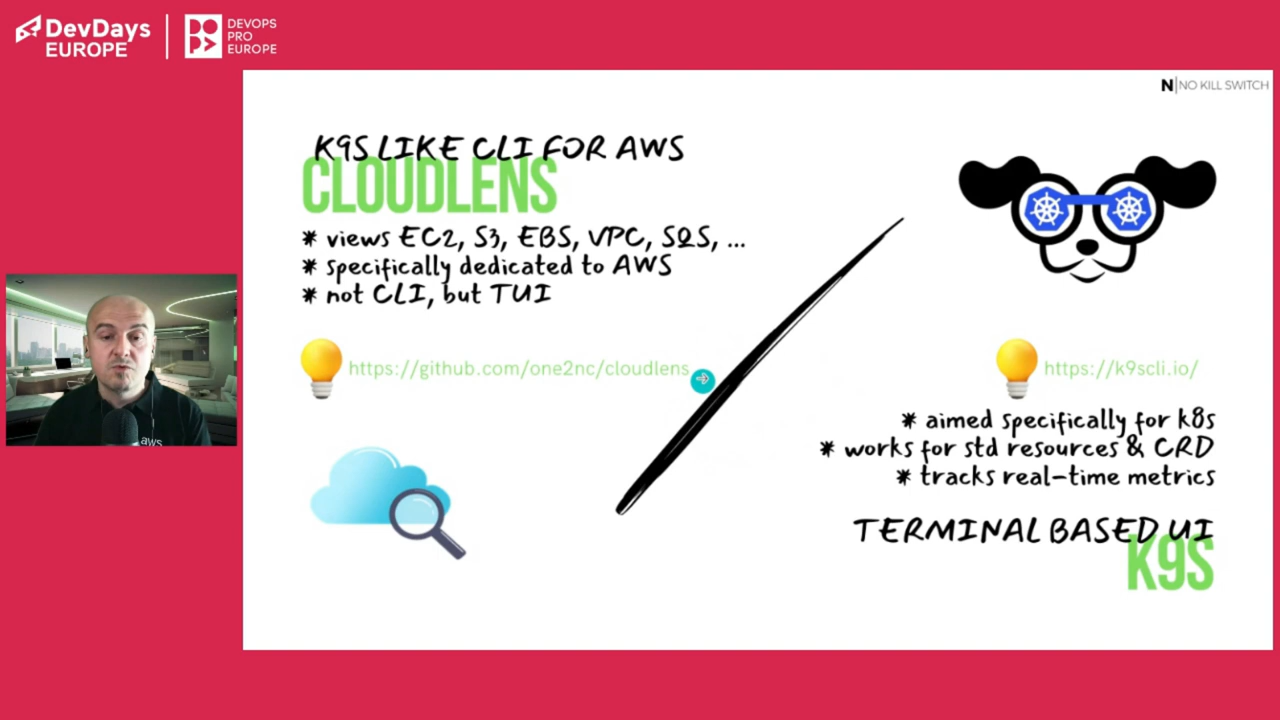 DevDays
EUROPE
DEVOPS
PRO
EUROPE
N NO KILL SWITCH
K9S LIKE CLI FOR AWS
CLOUDLENS
* views EC2, S3, EBS, VPC, SQS, ...
* specifically dedicated to AWS
* not CLI, but TUI
https://github.com/one2nc/cloudlens
https://k9scli.io/
* aimed specifically for k8s
* works for std resources & CRD
* tracks real-time metrics
TERMINAL BASED UI
K9S
aws